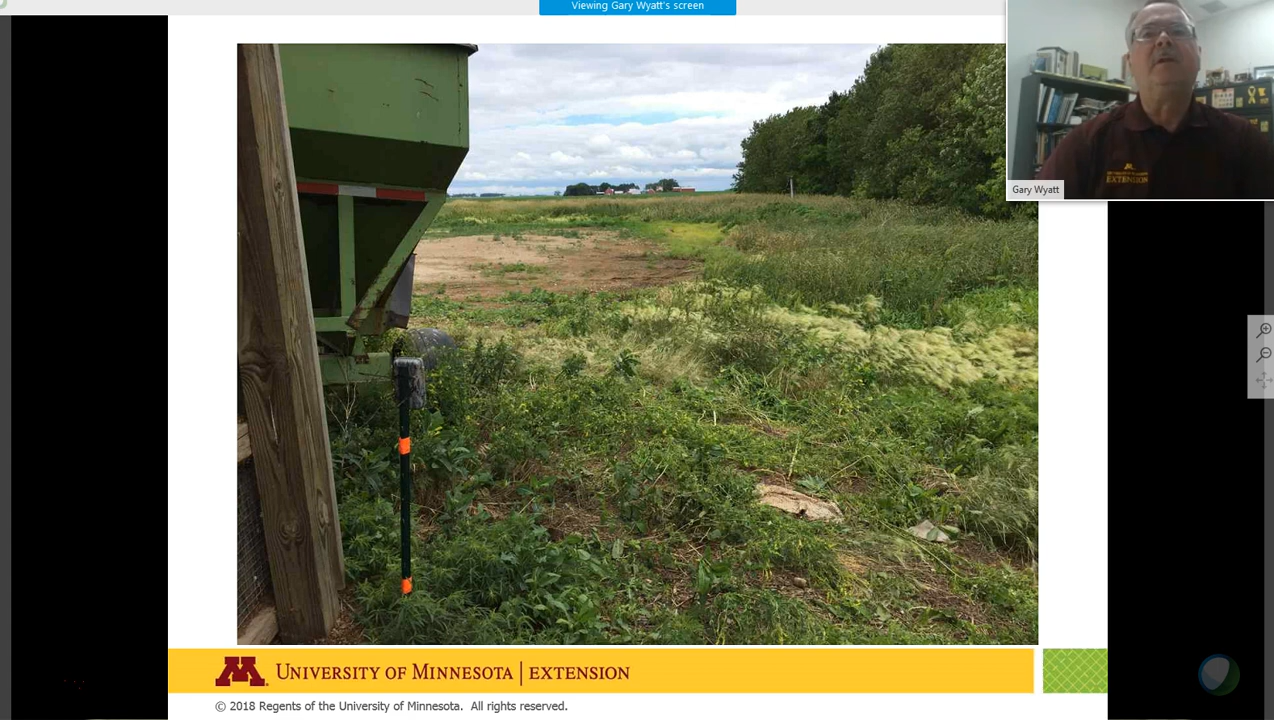 Viewing Gary Wyatt's screen
Gary Wyatt
EXTENSION
UNIVERSITY OF MINNESOTA | EXTENSION
© 2018 Regents of the University of Minnesota. All rights reserved.